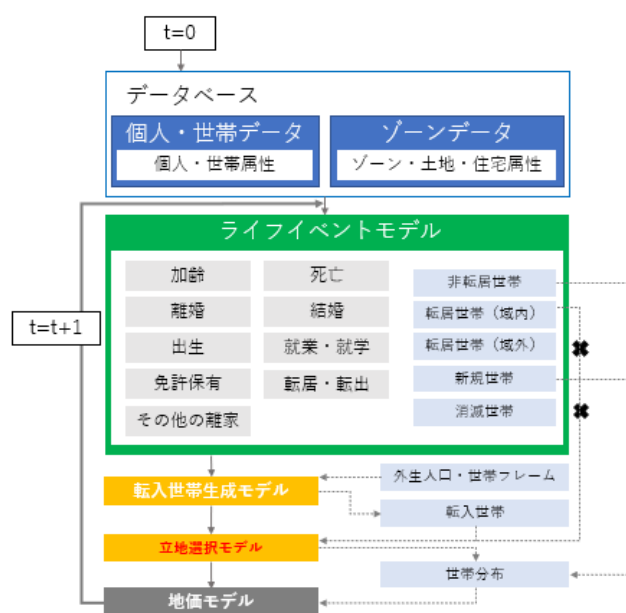 t=0
データベース
個人・世帯データ
個人・世帯属性
ゾーンデータ
ゾーン・土地・住宅属性
ライフイベントモデル
加齢
死亡
離婚
結婚
出生
就業・就学
免許保有
転居・転出
その他の離家
非転居世帯
転居世帯（域内）
転居世帯（域外）
新規世帯
消滅世帯
t=t+1
転入世帯生成モデル
外生人口・世帯フレーム
転入世帯
立地選択モデル
世帯分布
地価モデル